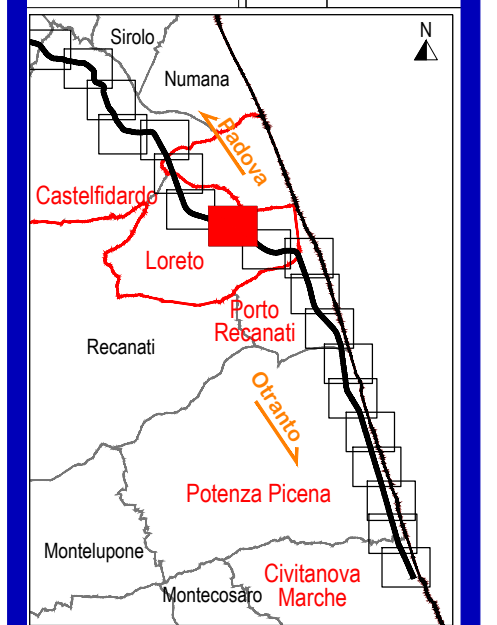 Sirolo
N
Numana
Padova
Castelfidardo
Loreto
Porto
Recanati
Recanati
Otranto
Potenza Picena
Montelupone
Montecosaro
Civitanova
Marche